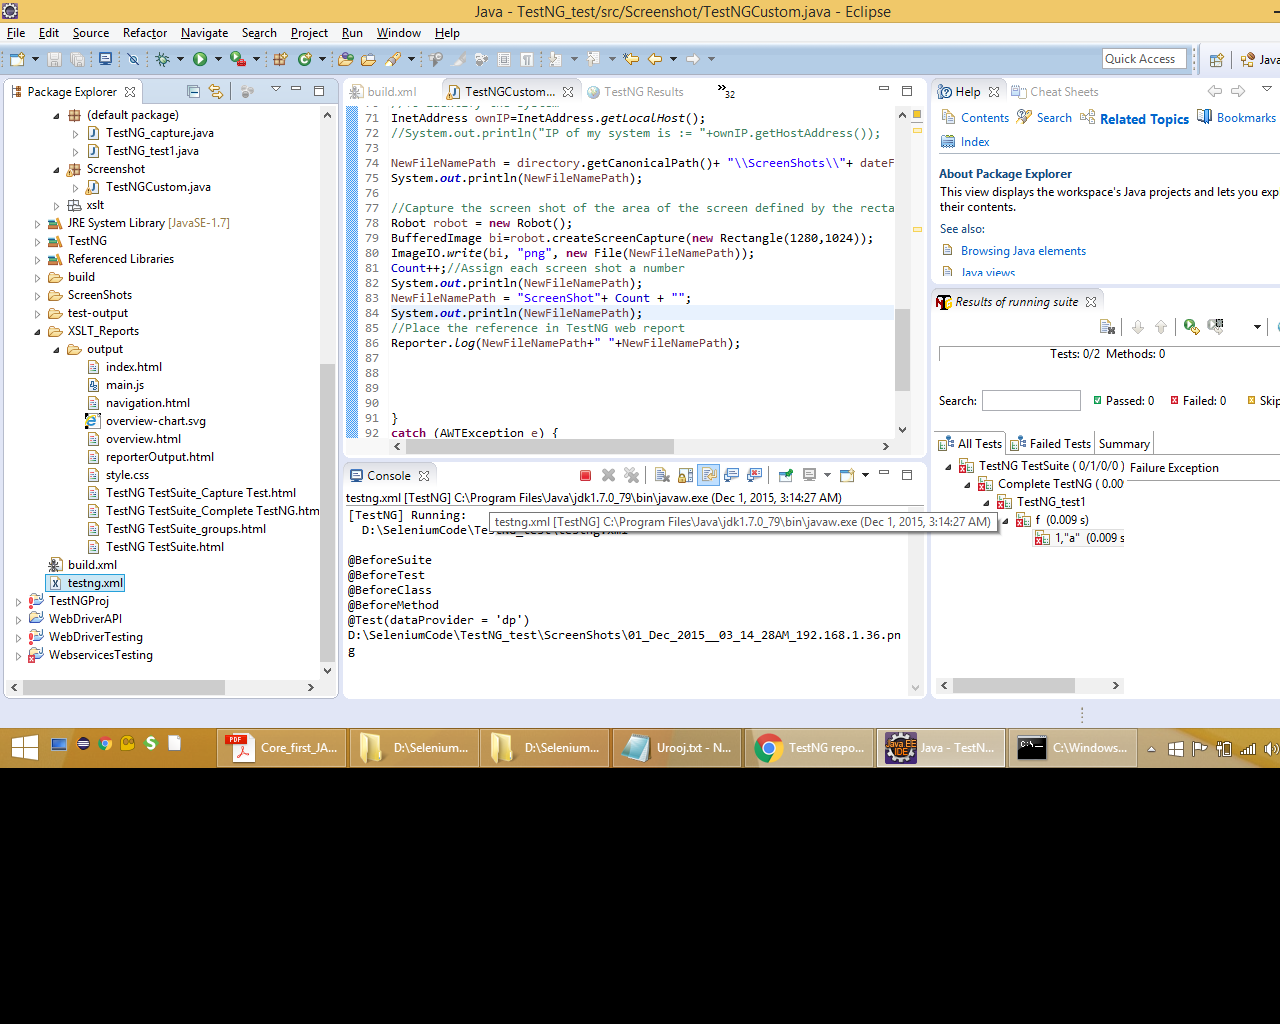 Java - TestNG_test/src/Screenshot/TestNGCustom.java - Eclipse
File Edit Source Refactor Navigate Search Project Run Window Help
Quick Access
Java
Package Explorer
(default package)
TestNG_capture.java
TestNG_test1.java
Screenshot
TestNGCustom.java
xslt
JRE System Library [JavaSE-1.7]
TestNG
Referenced Libraries
build
ScreenShots
test-output
XSLT_Reports
output
index.html
main.js
navigation.html
overview-chart.svg
overview.html
reporterOutput.html
style.css
TestNG TestSuite_Capture Test.html
TestNG TestSuite_Complete TestNG.htm
TestNG TestSuite_groups.html
TestNG TestSuite.html
build.xml
testng.xml
TestNGProj
WebDriverAPI
WebDriverTesting
WebservicesTesting
build.xml TestNGCustom... TestNG Results 32
71 InetAddress ownIP=InetAddress.getLocalHost();
72 //System.out.println("IP of my system is := "+ownIP.getHostAddress());
73
74 NewFileNamePath = directory.getCanonicalPath()+ "\\ScreenShots\\"+ dateF
75 System.out.println(NewFileNamePath);
76
77 //Capture the screen shot of the area of the screen defined by the recta
78 Robot robot = new Robot();
79 BufferedImage bi=robot.createScreenCapture(new Rectangle(1280,1024));
80 ImageIO.write(bi, "png", new File(NewFileNamePath));
81 Count++;//Assign each screen shot a number
82 System.out.println(NewFileNamePath);
83 NewFileNamePath = "ScreenShot"+ Count + "";
84 System.out.println(NewFileNamePath);
85 //Place the reference in TestNG web report
86 Reporter.log(NewFileNamePath+" "+NewFileNamePath);
87
88
89
90
91 }
92 catch (AWTException e) {
Console
testng.xml [TestNG] C:\Program Files\Java\jdk1.7.0_79\bin\javaw.exe (Dec 1, 2015, 3:14:27 AM)
[TestNG] Running:
testng.xml [TestNG] C:\Program Files\Java\jdk1.7.0_79\bin\javaw.exe (Dec 1, 2015, 3:14:27 AM)
D:\SeleniumCode\TestNG_test\testng.xml
@BeforeSuite
@BeforeTest
@BeforeClass
@BeforeMethod
@Test(dataProvider = 'dp')
D:\SeleniumCode\TestNG_test\ScreenShots\01_Dec_2015__03_14_28AM_192.168.1.36.pn
g
Help Cheat Sheets
Contents Search Related Topics Bookmarks
Index
About Package Explorer
This view displays the workspace's Java projects and lets you exp
their contents.
See also:
Browsing Java elements
Java views
Results of running suite
Tests: 0/2 Methods: 0
Search: Passed: 0 Failed: 0 Skip
All Tests Failed Tests Summary
TestNG TestSuite ( 0/1/0/0 ) Failure Exception
Complete TestNG ( 0.00
TestNG_test1
f (0.009 s)
1,"a" (0.009 s
PDF Core_first_JA... D:\Selenium... D:\Selenium... Urooj.txt - N... TestNG repo... Java EE IDE Java - TestN... C:\Windows...